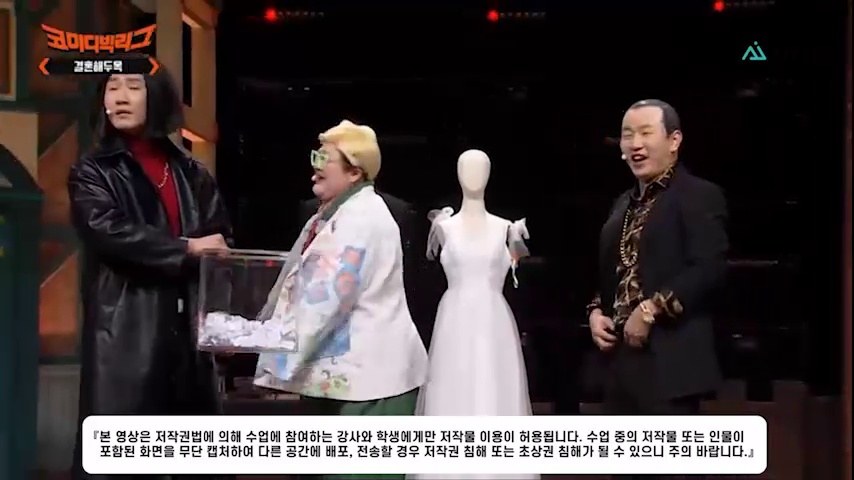 코미디빅리그
결혼해두목
『본 영상은 저작권법에 의해 수업에 참여하는 강사와 학생에게만 저작물 이용이 허용됩니다. 수업 중의 저작물 또는 인물이
포함된 화면을 무단 캡처하여 다른 공간에 배포, 전송할 경우 저작권 침해 또는 초상권 침해가 될 수 있으니 주의 바랍니다.』